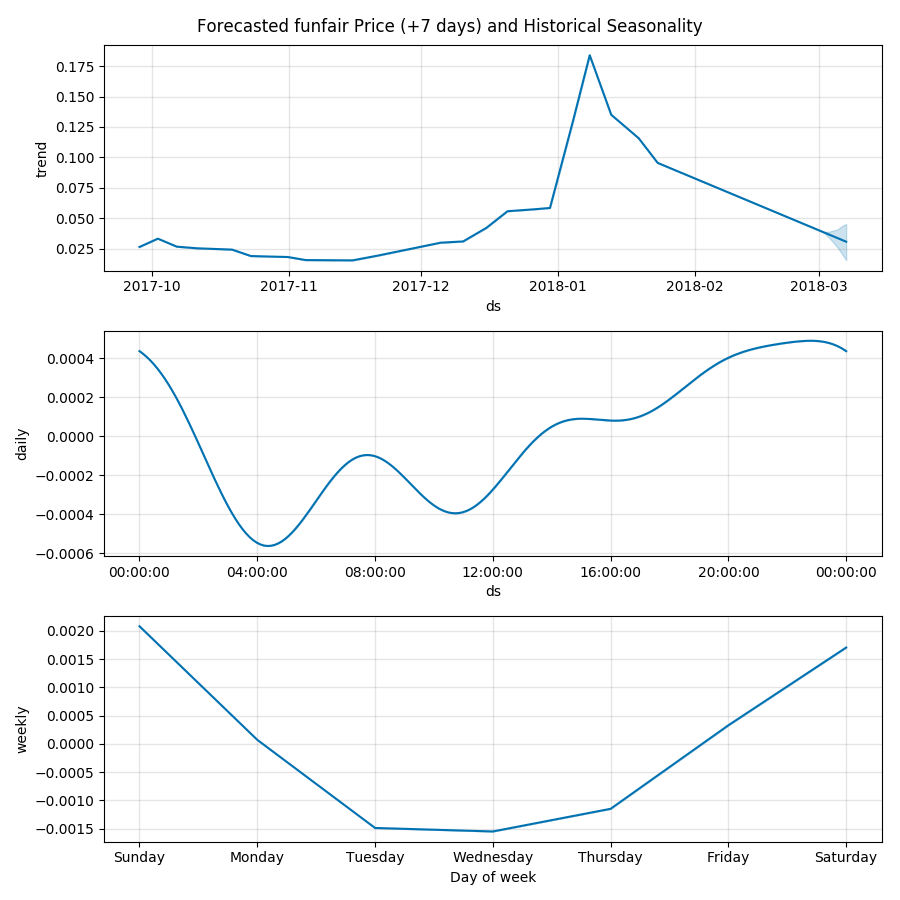 Forecasted funfair Price (+7 days) and Historical Seasonality
0.175
0.150
0.125
0.100
0.075
0.050
0.025
trend
2017-10 2017-11 2017-12 2018-01 2018-02 2018-03
ds
0.0004
0.0002
0.0000
−0.0002
−0.0004
−0.0006
daily
00:00:00 04:00:00 08:00:00 12:00:00 16:00:00 20:00:00 00:00:00
ds
0.0020
0.0015
0.0010
0.0005
0.0000
−0.0005
−0.0010
−0.0015
weekly
Sunday Monday Tuesday Wednesday Thursday Friday Saturday
Day of week